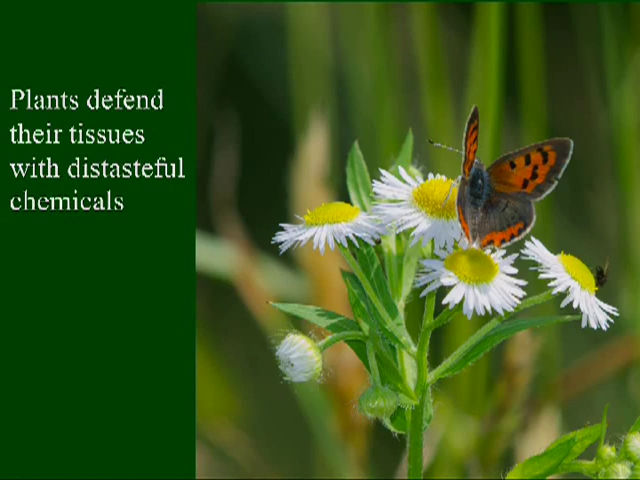 Plants defend
their tissues
with distasteful
chemicals